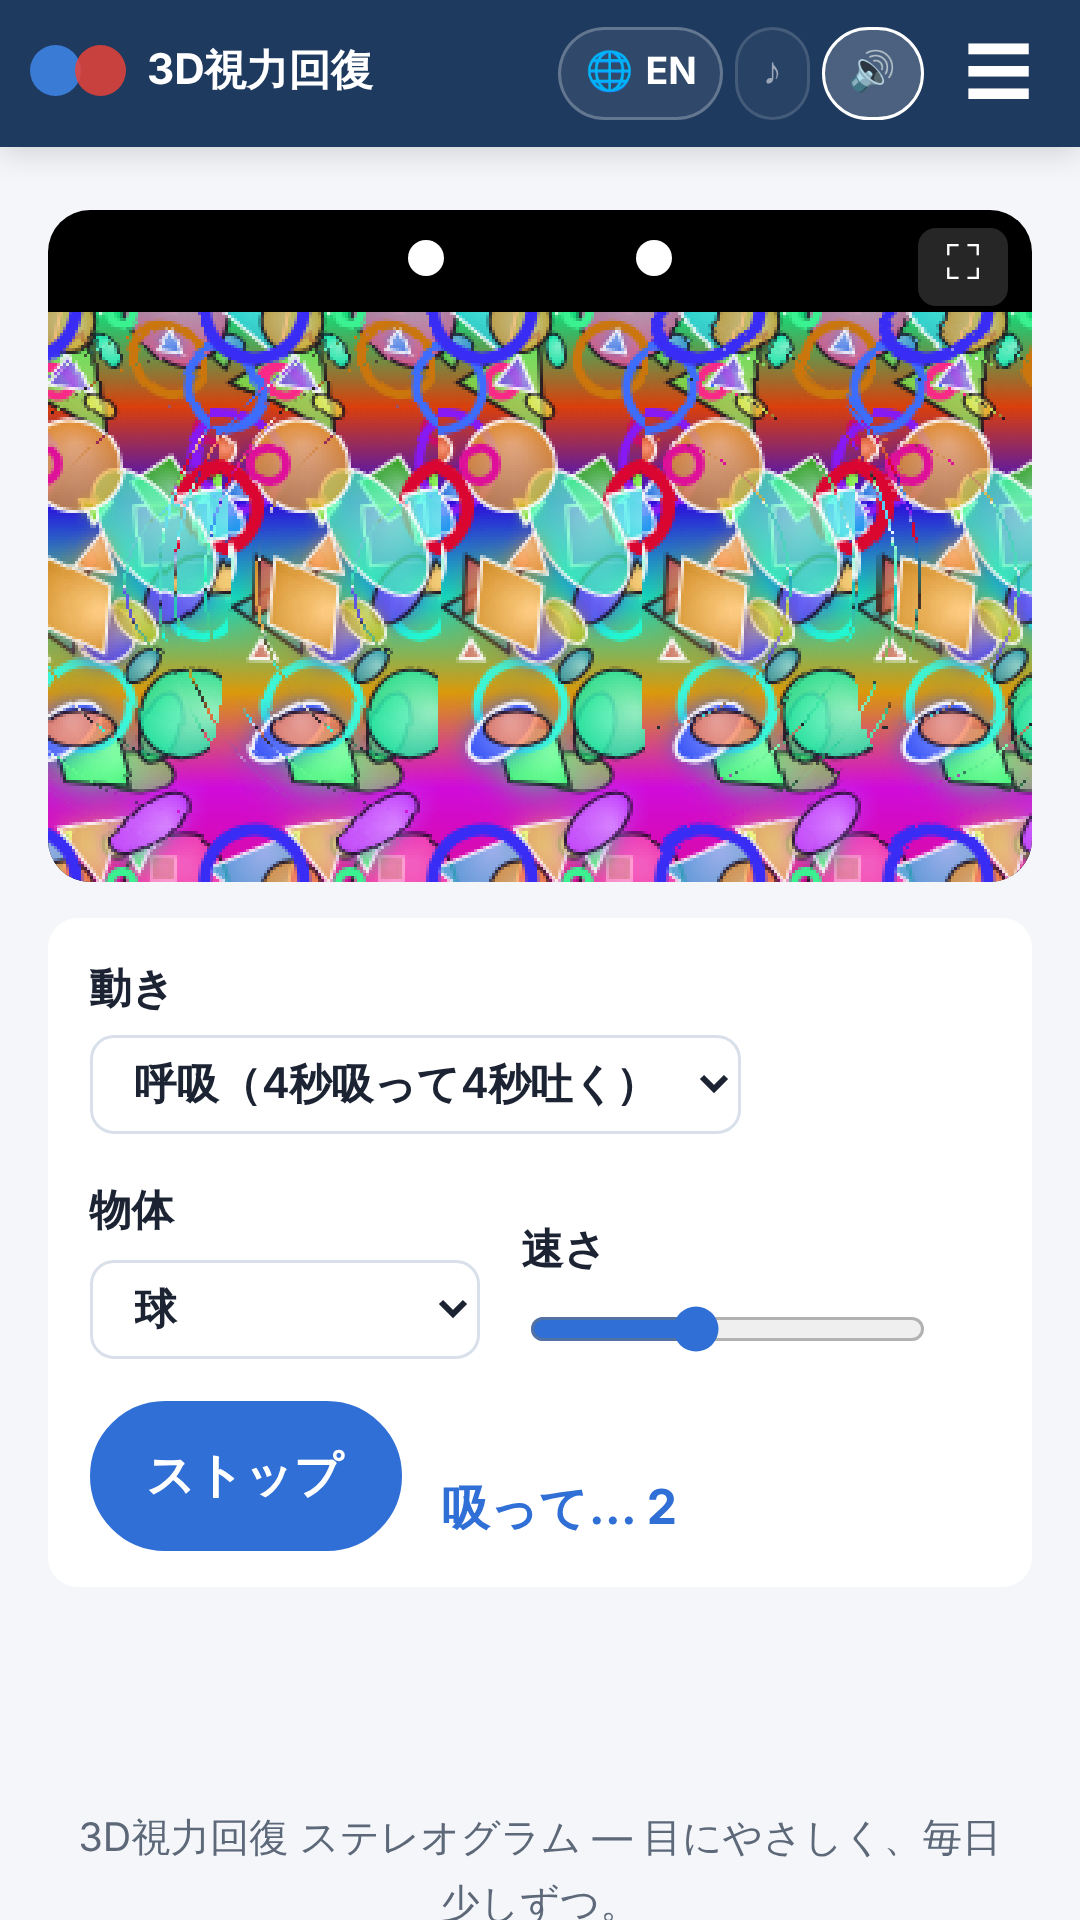 3D視力回復
🌐 EN
♪
🔊
☰
動き
呼吸（4秒吸って4秒吐く）
物体
速さ
球
ストップ
吸って… 2
3D視力回復 ステレオグラム — 目にやさしく、毎日
少しずつ。